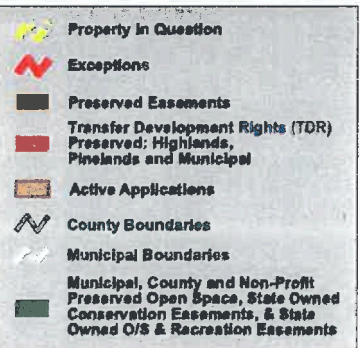 Property In Question
Exceptions
Preserved Easements
Transfer Development Rights (TDR)
Preserved: Highlands,
Pinelands and Municipal
Active Applications
County Boundaries
Municipal Boundaries
Municipal, County and Non-Profit
Preserved Open Space, State Owned
Conservation Easements, & State
Owned O/S & Recreation Easements